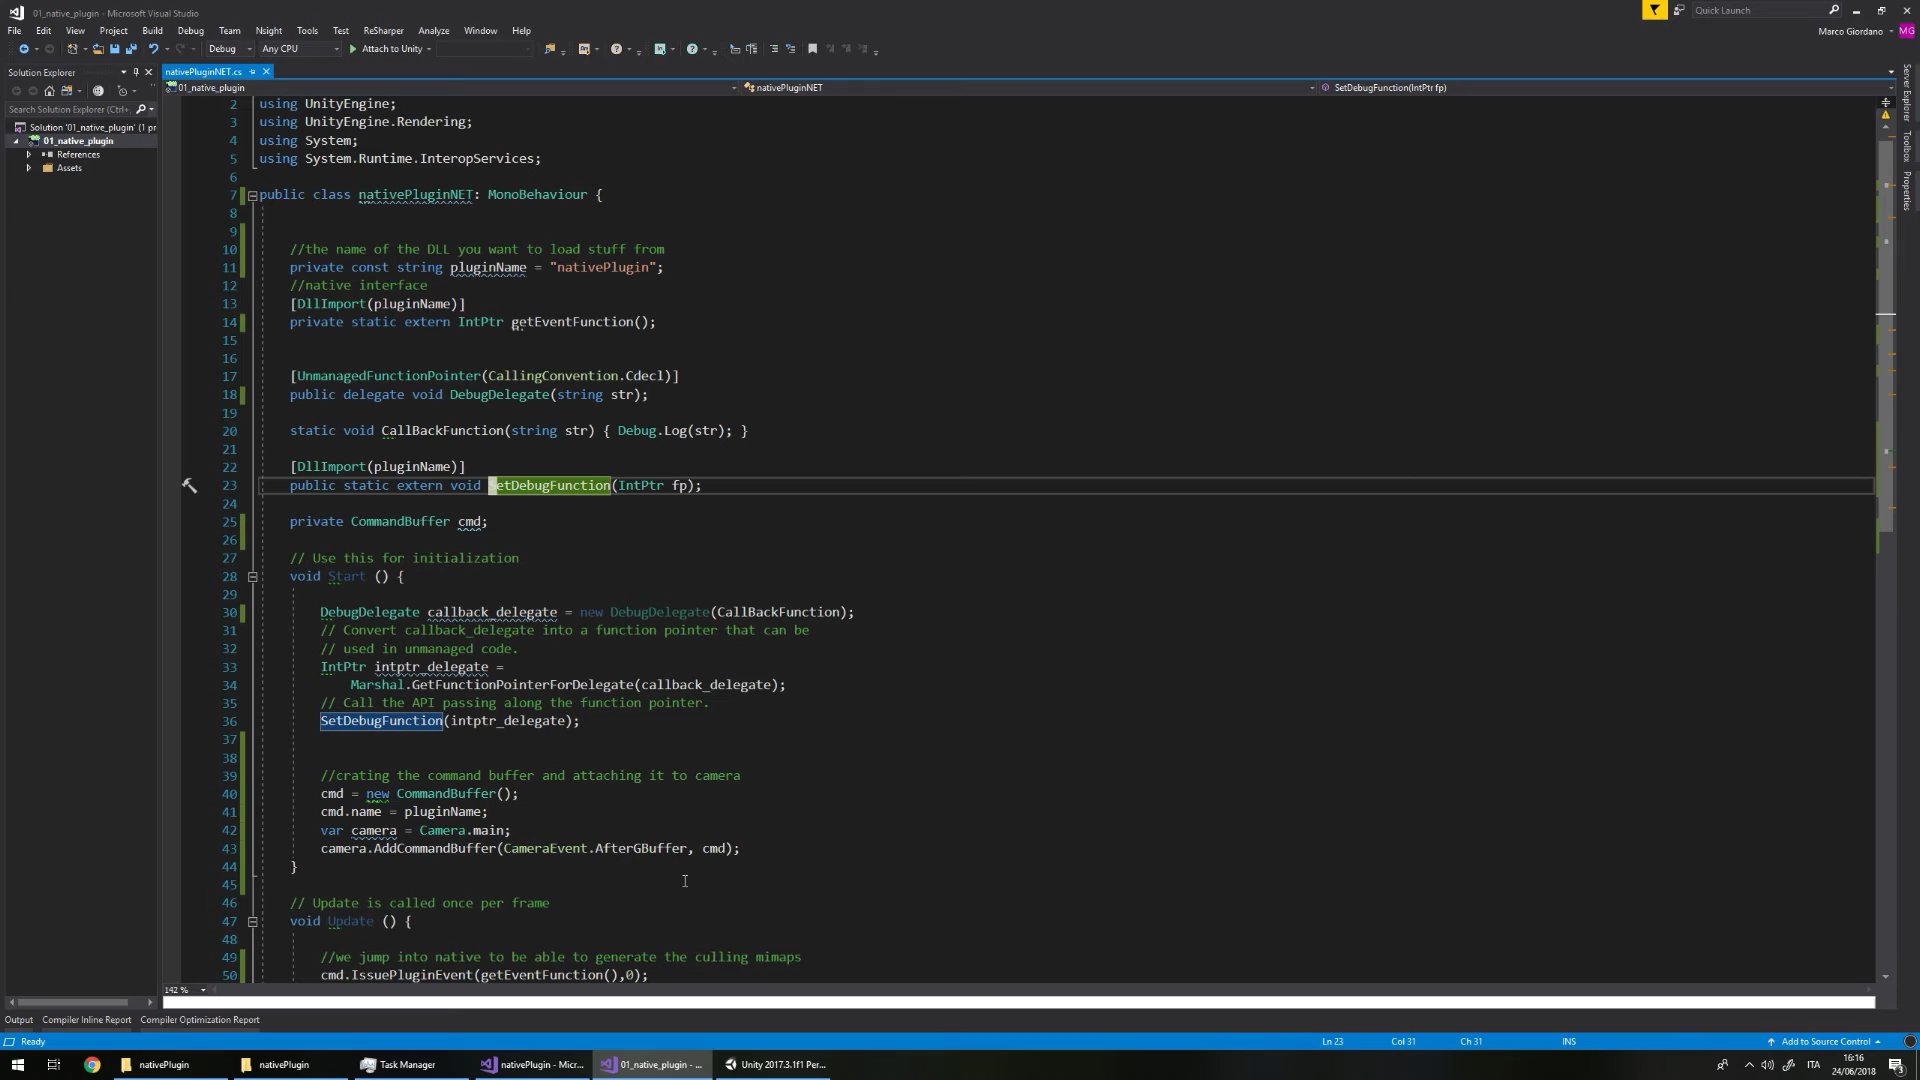 01_native_plugin - Microsoft Visual Studio
Quick Launch
File Edit View Project Build Debug Team Nsight Tools Test ReSharper Analyze Window Help
Marco Giordano MG
Debug Any CPU Attach to Unity
Solution Explorer
nativePluginNET.cs
01_native_plugin
nativePluginNET
SetDebugFunction(IntPtr fp)
Search Solution Explorer (Ctrl+,
Solution '01_native_plugin' (1 pr
01_native_plugin
References
Assets
Server Explorer
Toolbox
Properties
2 using UnityEngine;
3 using UnityEngine.Rendering;
4 using System;
5 using System.Runtime.InteropServices;
6
7 public class nativePluginNET: MonoBehaviour {
8
9
10 //the name of the DLL you want to load stuff from
11 private const string pluginName = "nativePlugin";
12 //native interface
13 [DllImport(pluginName)]
14 private static extern IntPtr getEventFunction();
15
16
17 [UnmanagedFunctionPointer(CallingConvention.Cdecl)]
18 public delegate void DebugDelegate(string str);
19
20 static void CallBackFunction(string str) { Debug.Log(str); }
21
22 [DllImport(pluginName)]
23 public static extern void SetDebugFunction(IntPtr fp);
24
25 private CommandBuffer cmd;
26
27 // Use this for initialization
28 void Start () {
29
30 DebugDelegate callback_delegate = new DebugDelegate(CallBackFunction);
31 // Convert callback_delegate into a function pointer that can be
32 // used in unmanaged code.
33 IntPtr intptr_delegate =
34 Marshal.GetFunctionPointerForDelegate(callback_delegate);
35 // Call the API passing along the function pointer.
36 SetDebugFunction(intptr_delegate);
37
38
39 //crating the command buffer and attaching it to camera
40 cmd = new CommandBuffer();
41 cmd.name = pluginName;
42 var camera = Camera.main;
43 camera.AddCommandBuffer(CameraEvent.AfterGBuffer, cmd);
44 }
45
46 // Update is called once per frame
47 void Update () {
48
49 //we jump into native to be able to generate the culling mimaps
50 cmd.IssuePluginEvent(getEventFunction(),0);
142 %
Output Compiler Inline Report Compiler Optimization Report
Ready
Ln 23 Col 31 Ch 31 INS
Add to Source Control
nativePlugin
nativePlugin
Task Manager
nativePlugin - Micr...
01_native_plugin - ...
Unity 2017.3.1f1 Per...
ITA
16:16
24/06/2018
3